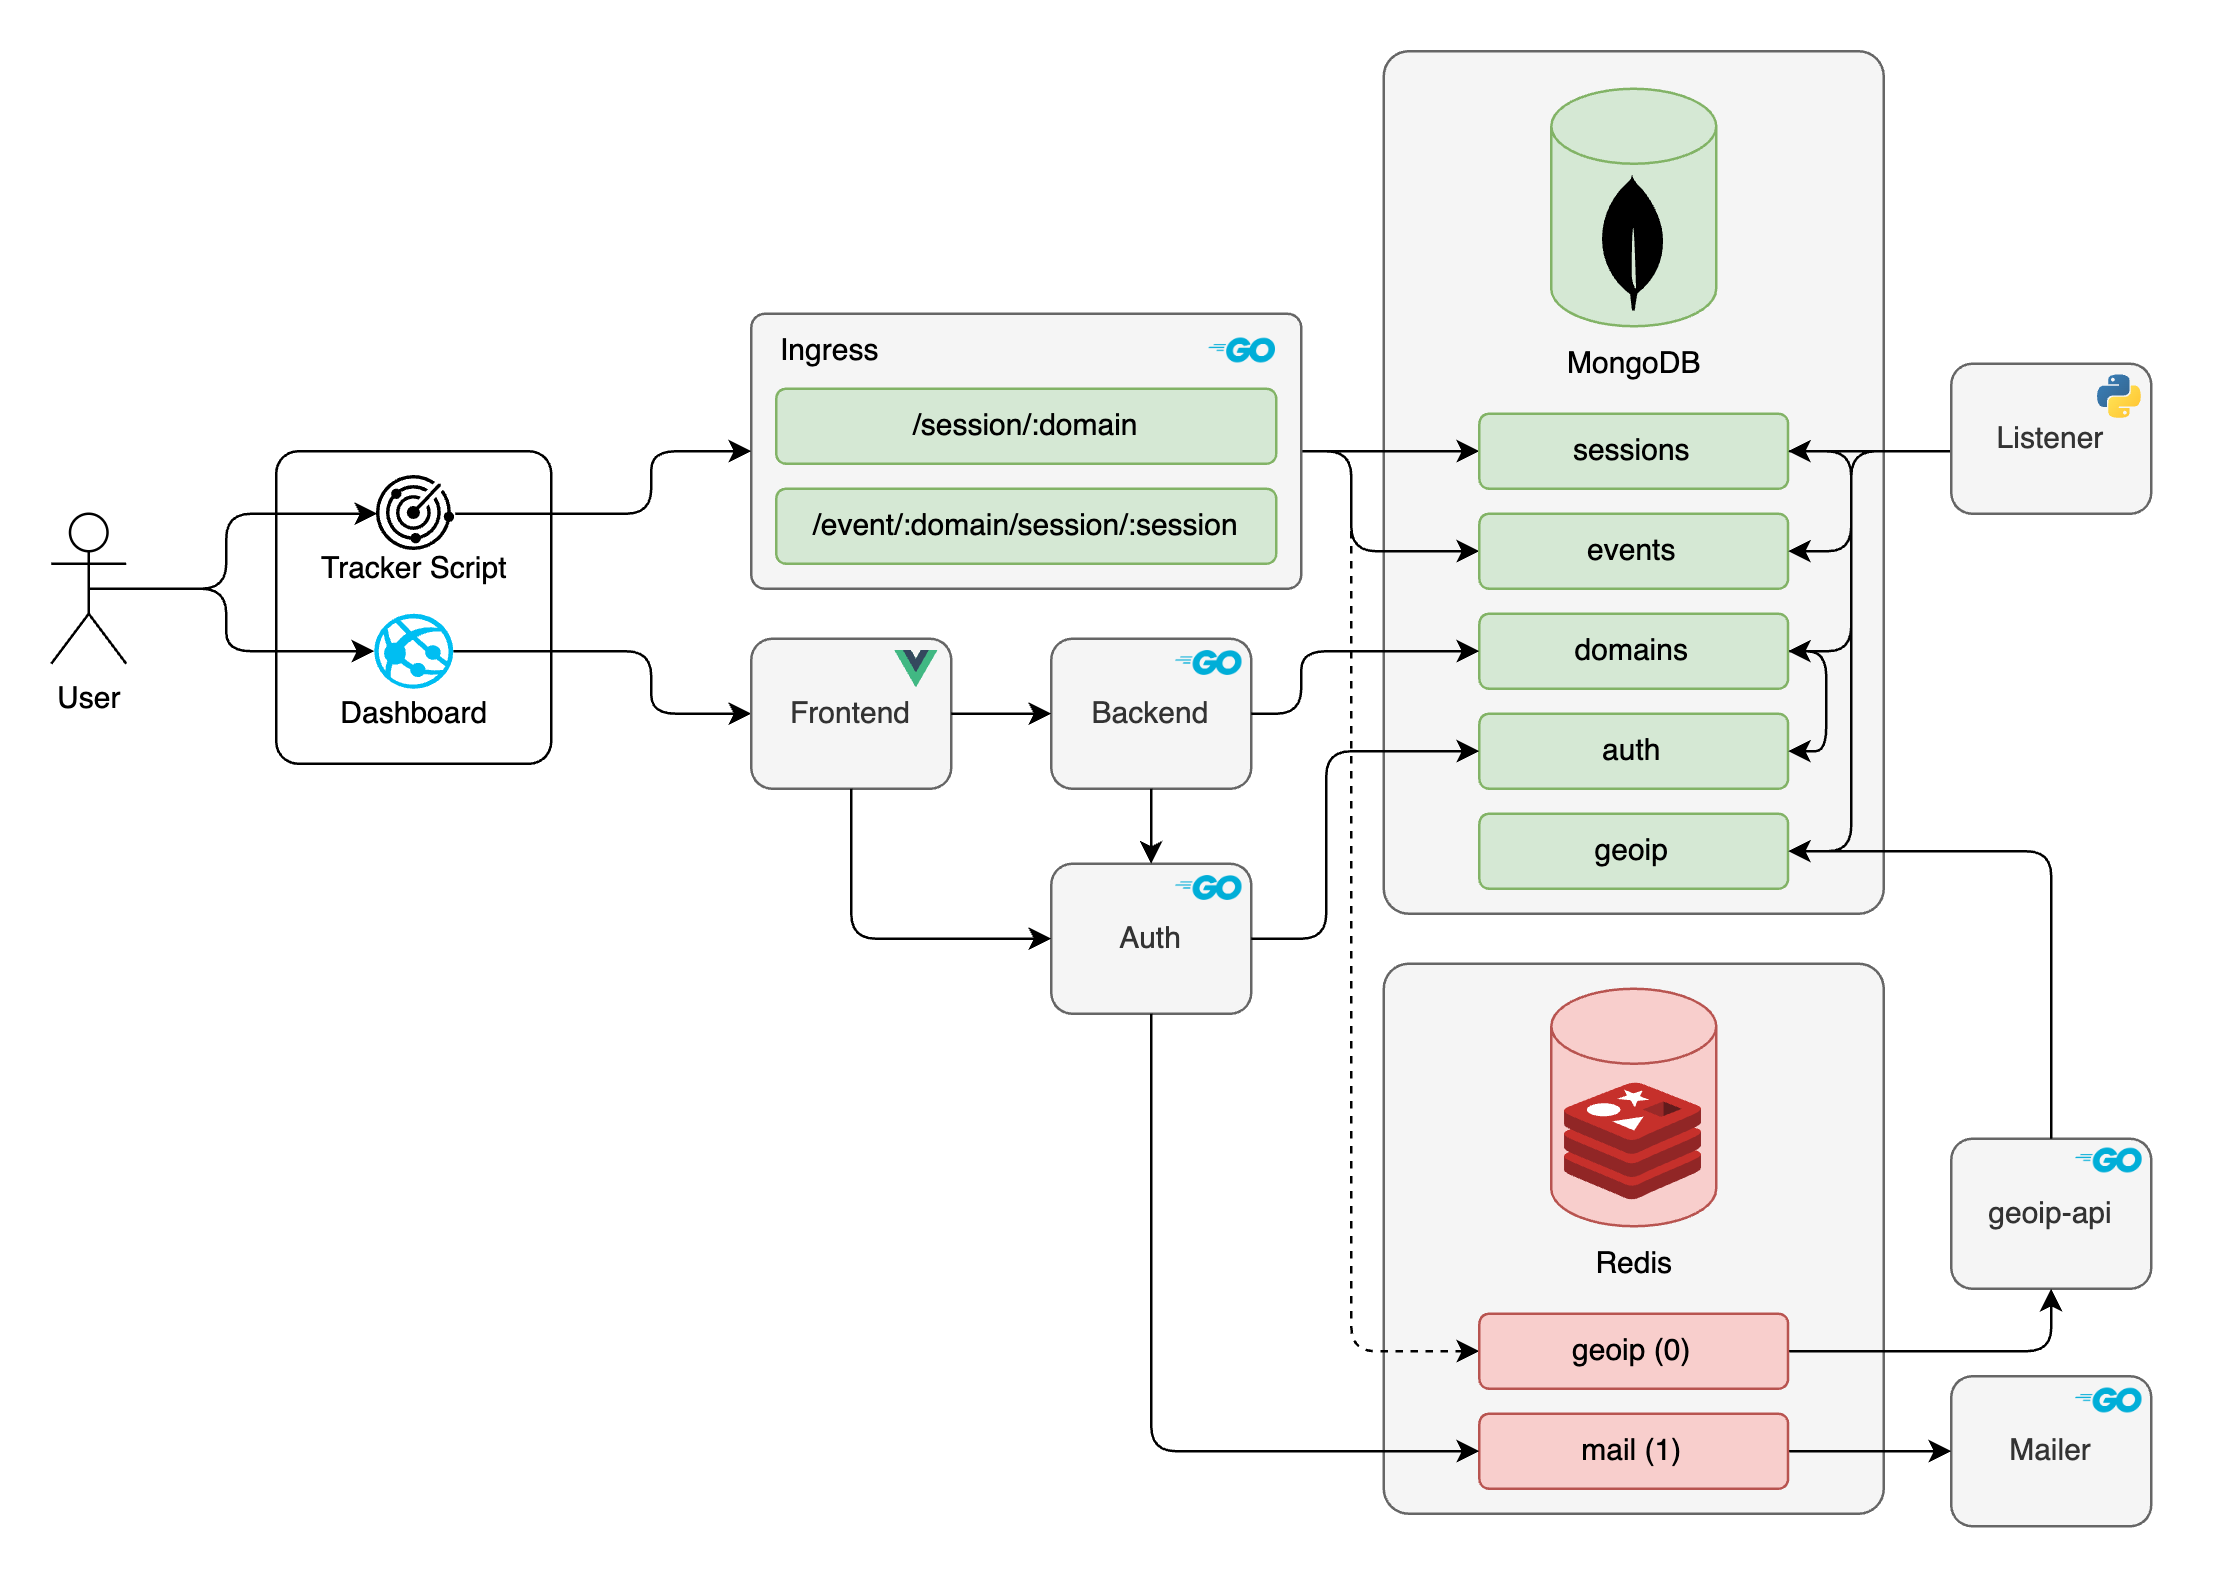 User
Tracker Script
Dashboard
Ingress
GO
/session/:domain
/event/:domain/session/:session
Frontend
GO
Backend
GO
Auth
MongoDB
sessions
events
domains
auth
geoip
Redis
geoip (0)
mail (1)
Listener
GO
geoip-api
GO
Mailer